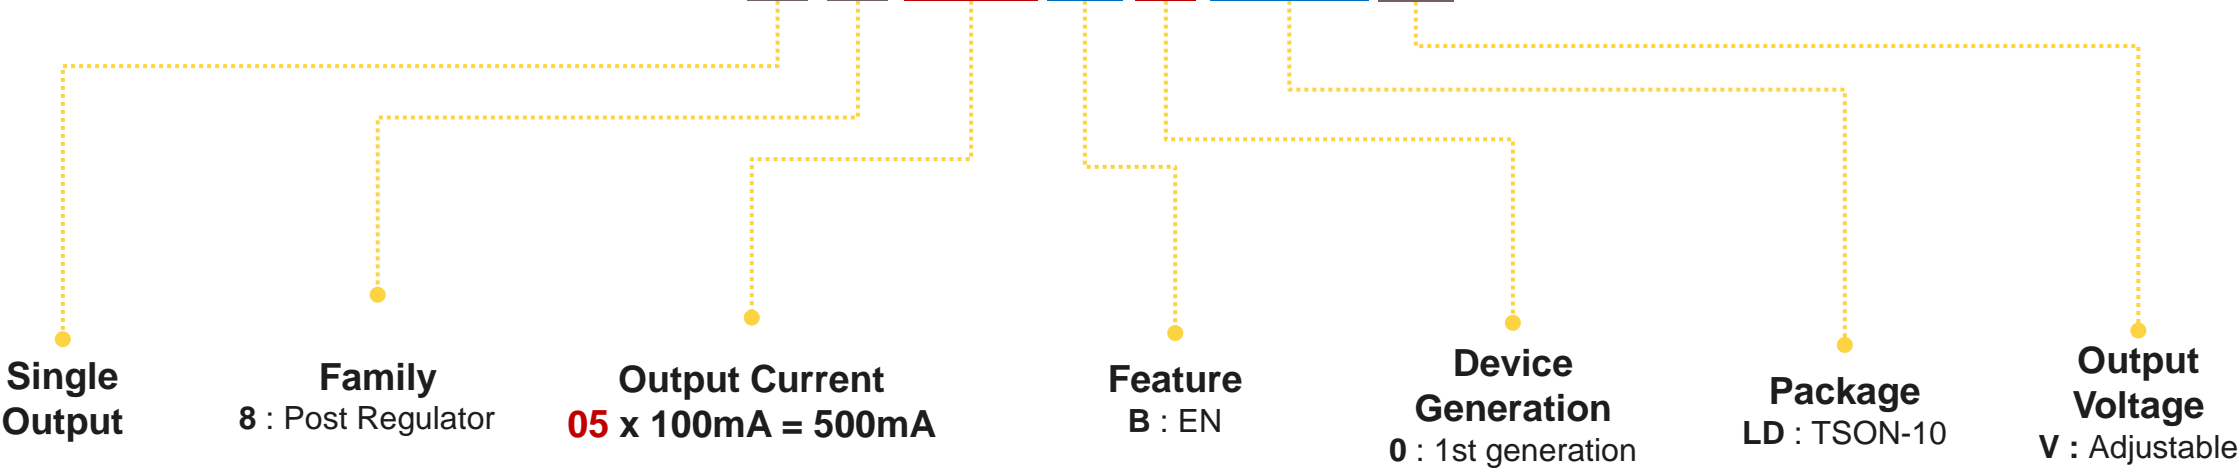 Single
Output
Family
8 : Post Regulator
Output Current
05 x 100mA = 500mA
Feature
B : EN
Device
Generation
0 : 1st generation
Package
LD : TSON-10
Output
Voltage
V : Adjustable